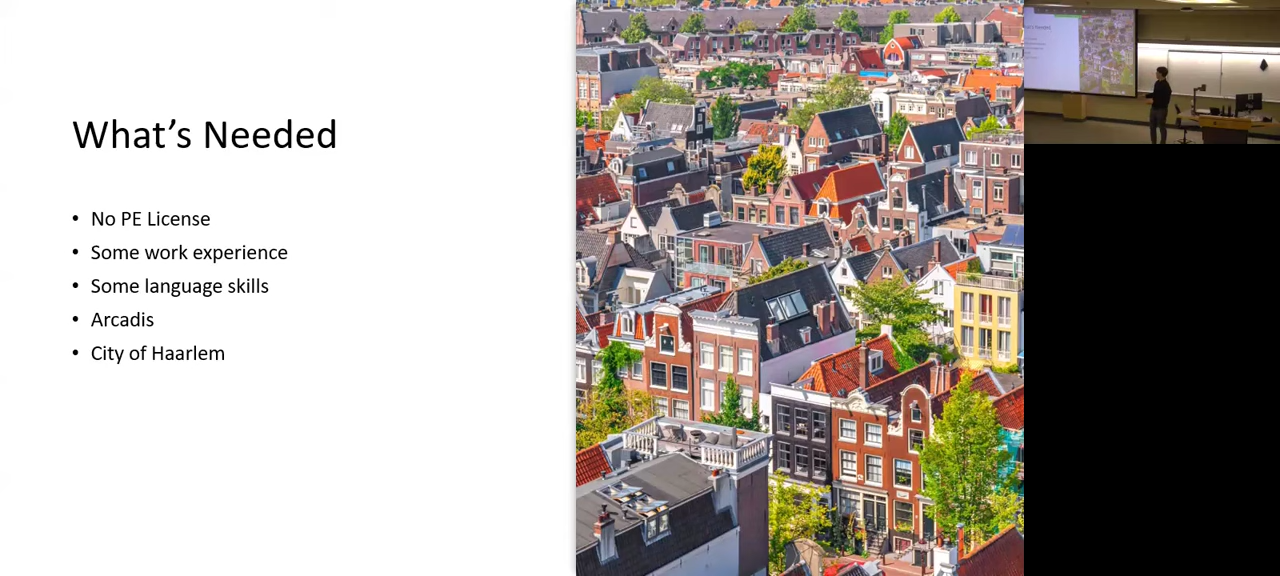 What’s Needed
• No PE License
• Some work experience
• Some language skills
• Arcadis
• City of Haarlem